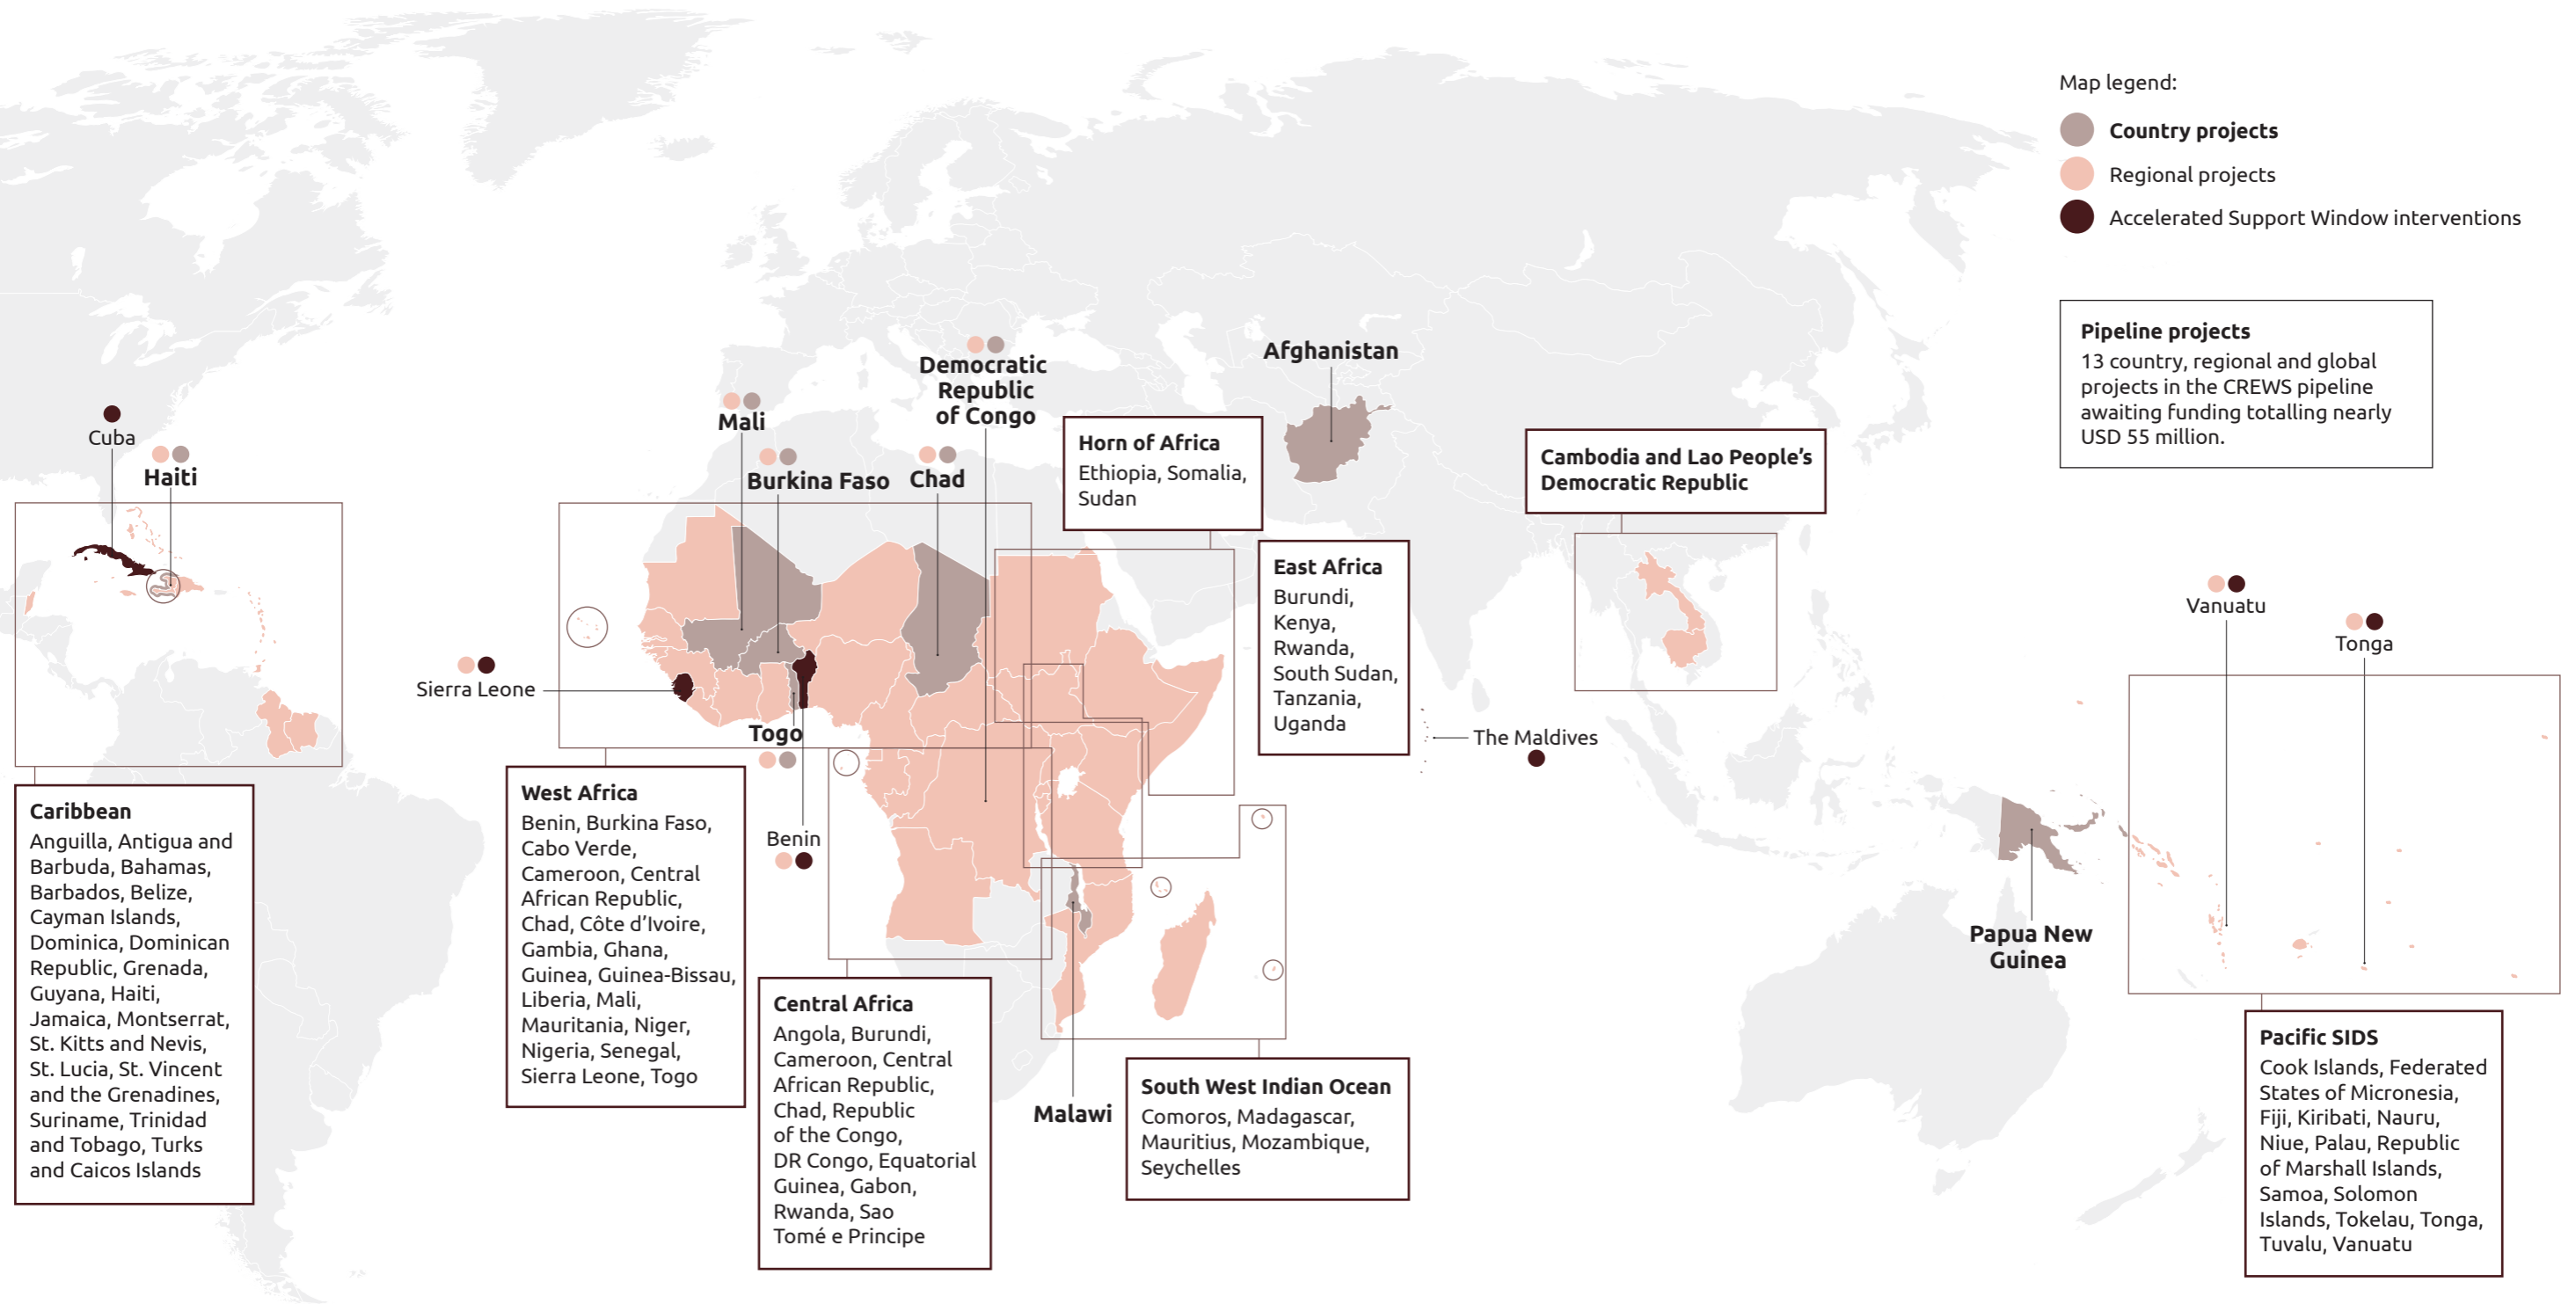 Map legend:
Country projects
Regional projects
Accelerated Support Window interventions
Pipeline projects
13 country, regional and global
projects in the CREWS pipeline
awaiting funding totalling nearly
USD 55 million.
Cuba
Haiti
Mali
Burkina Faso
Chad
Democratic
Republic
of Congo
Afghanistan
Horn of Africa
Ethiopia, Somalia,
Sudan
East Africa
Burundi,
Kenya,
Rwanda,
South Sudan,
Tanzania,
Uganda
Cambodia and Lao People’s
Democratic Republic
Vanuatu
Tonga
Sierra Leone
Togo
Benin
The Maldives
Papua New
Guinea
Malawi
Caribbean
Anguilla, Antigua and
Barbuda, Bahamas,
Barbados, Belize,
Cayman Islands,
Dominica, Dominican
Republic, Grenada,
Guyana, Haiti,
Jamaica, Montserrat,
St. Kitts and Nevis,
St. Lucia, St. Vincent
and the Grenadines,
Suriname, Trinidad
and Tobago, Turks
and Caicos Islands
West Africa
Benin, Burkina Faso,
Cabo Verde,
Cameroon, Central
African Republic,
Chad, Côte d’Ivoire,
Gambia, Ghana,
Guinea, Guinea-Bissau,
Liberia, Mali,
Mauritania, Niger,
Nigeria, Senegal,
Sierra Leone, Togo
Central Africa
Angola, Burundi,
Cameroon, Central
African Republic,
Chad, Republic
of the Congo,
DR Congo, Equatorial
Guinea, Gabon,
Rwanda, Sao
Tomé e Principe
South West Indian Ocean
Comoros, Madagascar,
Mauritius, Mozambique,
Seychelles
Pacific SIDS
Cook Islands, Federated
States of Micronesia,
Fiji, Kiribati, Nauru,
Niue, Palau, Republic
of Marshall Islands,
Samoa, Solomon
Islands, Tokelau, Tonga,
Tuvalu, Vanuatu